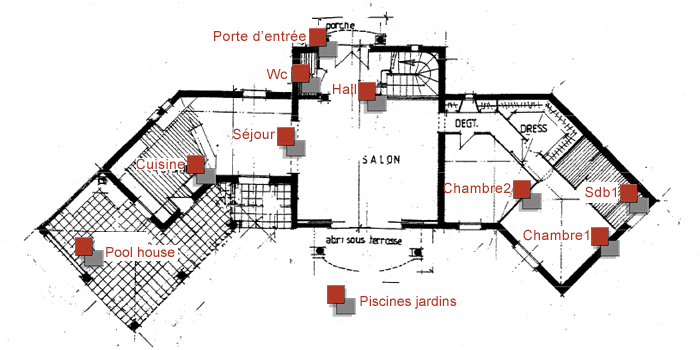 porche
Porte d'entrée
Wc
Hall
Séjour
DEGT.
DRESS
SALON
Cuisine
Chambre2
Sdb1
Chambre1
abri sous terrasse
Pool house
Piscines jardins